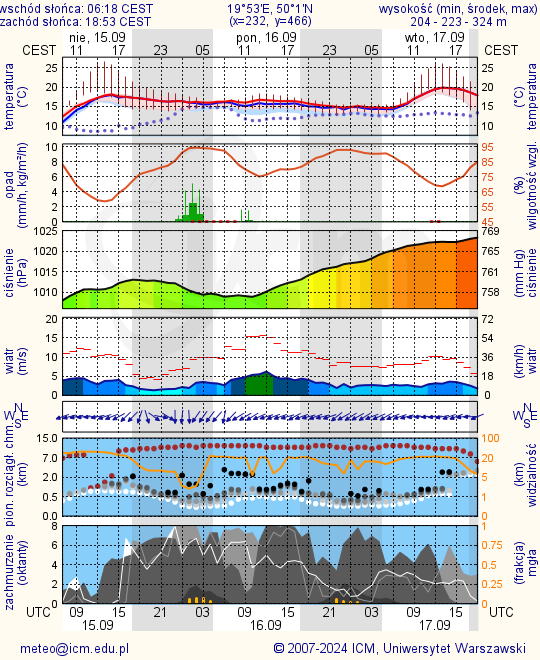 wschód słońca: 06:18 CEST 19°53'E, 50°1'N wysokość (min, środek, max)
zachód słońca: 18:53 CEST (x=232, y=466) 204 - 223 - 324 m
nie, 15.09 pon, 16.09 wto, 17.09
CEST 11 17 23 05 11 17 23 05 11 17 CEST
temperatura (°C) 25 20 15 10 25 20 15 10 temperatura (°C)
opad (mm/h, kg/m²/h) 10 8 6 4 2 0 95 85 75 65 55 45 (%) wilgotność wzgl.
ciśnienie (hPa) 1025 1020 1015 1010 769 765 761 758 (mm Hg) ciśnienie
wiatr (m/s) 20 15 10 5 0 72 54 36 18 0 (km/h) wiatr
N W E S N W E S
pion. rozciągł. chm. (km) 15.0 7.0 2.0 0.5 0.0 100 20 5 1 0 (km) widzialność
zachmurzenie (oktanty) 8 6 4 2 0 1 0.75 0.5 0.25 0 (frakcja) mgła
UTC 09 15 21 03 09 15 21 03 09 15 UTC
15.09 16.09 17.09
meteo@icm.edu.pl © 2007-2024 ICM, Uniwersytet Warszawski